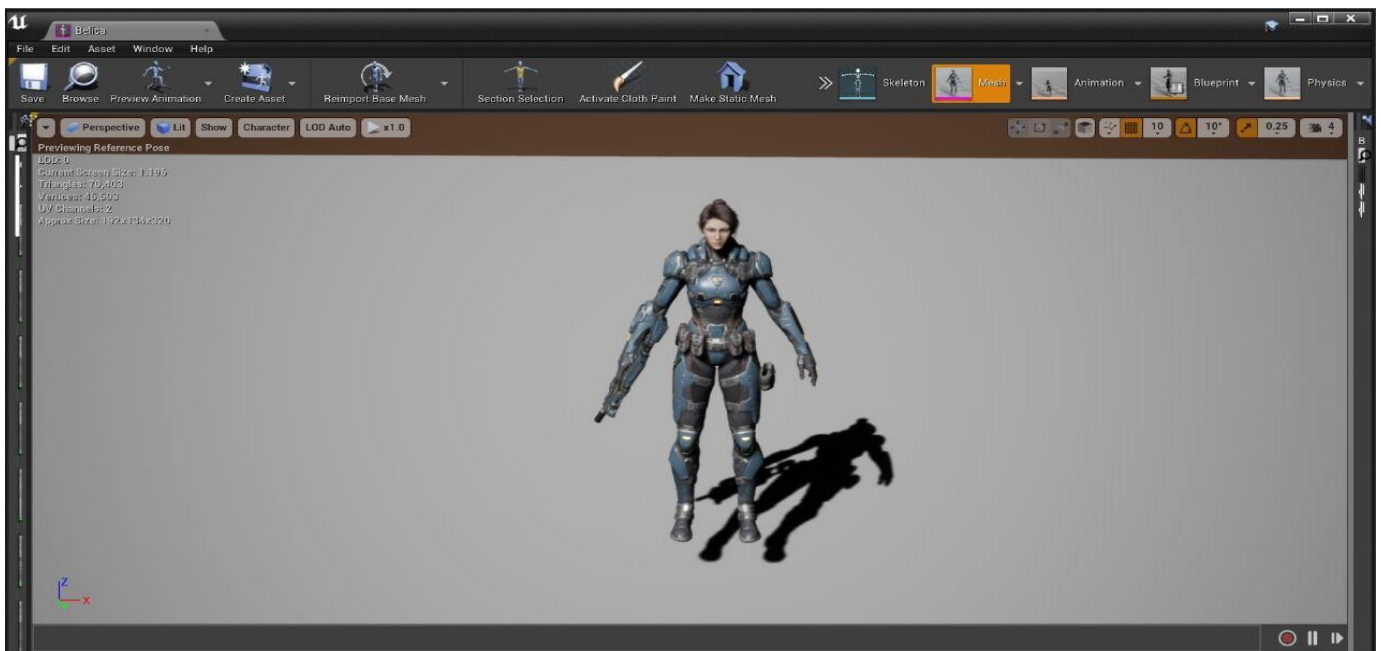 Belica
File Edit Asset Window Help
Save Browse Preview Animation Create Asset Reimport Base Mesh Section Selection Activate Cloth Paint Make Static Mesh Skeleton Mesh Animation Blueprint Physics
Perspective Lit Show Character LOD Auto x1.0 10 10° 0.25 4
Previewing Reference Pose
LOD: 0
Current Screen Size: 1.195
Triangles: 70,403
Vertices: 45,503
UV Channels: 2
Approx Size: 192x134x320
B
Z
X